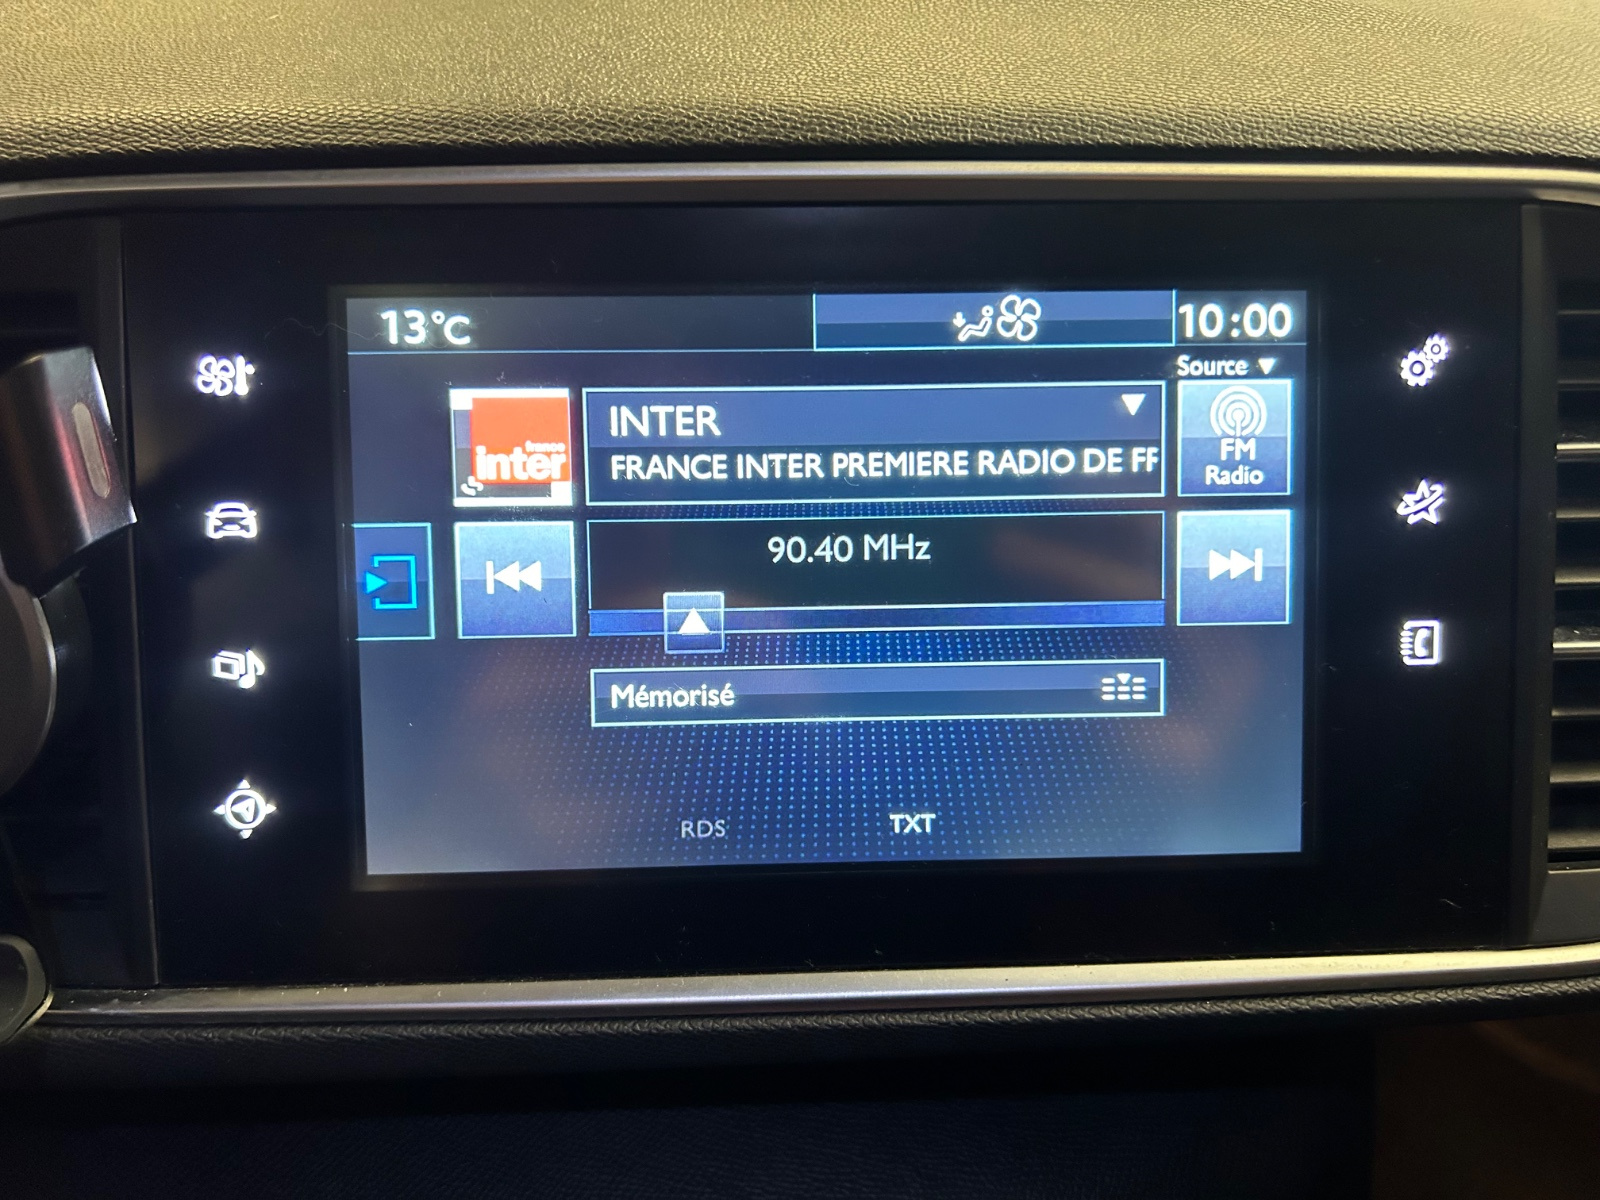 13°C
10:00
Source
france
inter
INTER
FRANCE INTER PREMIERE RADIO DE FF
FM
Radio
90.40 MHz
Mémorisé
RDS
TXT